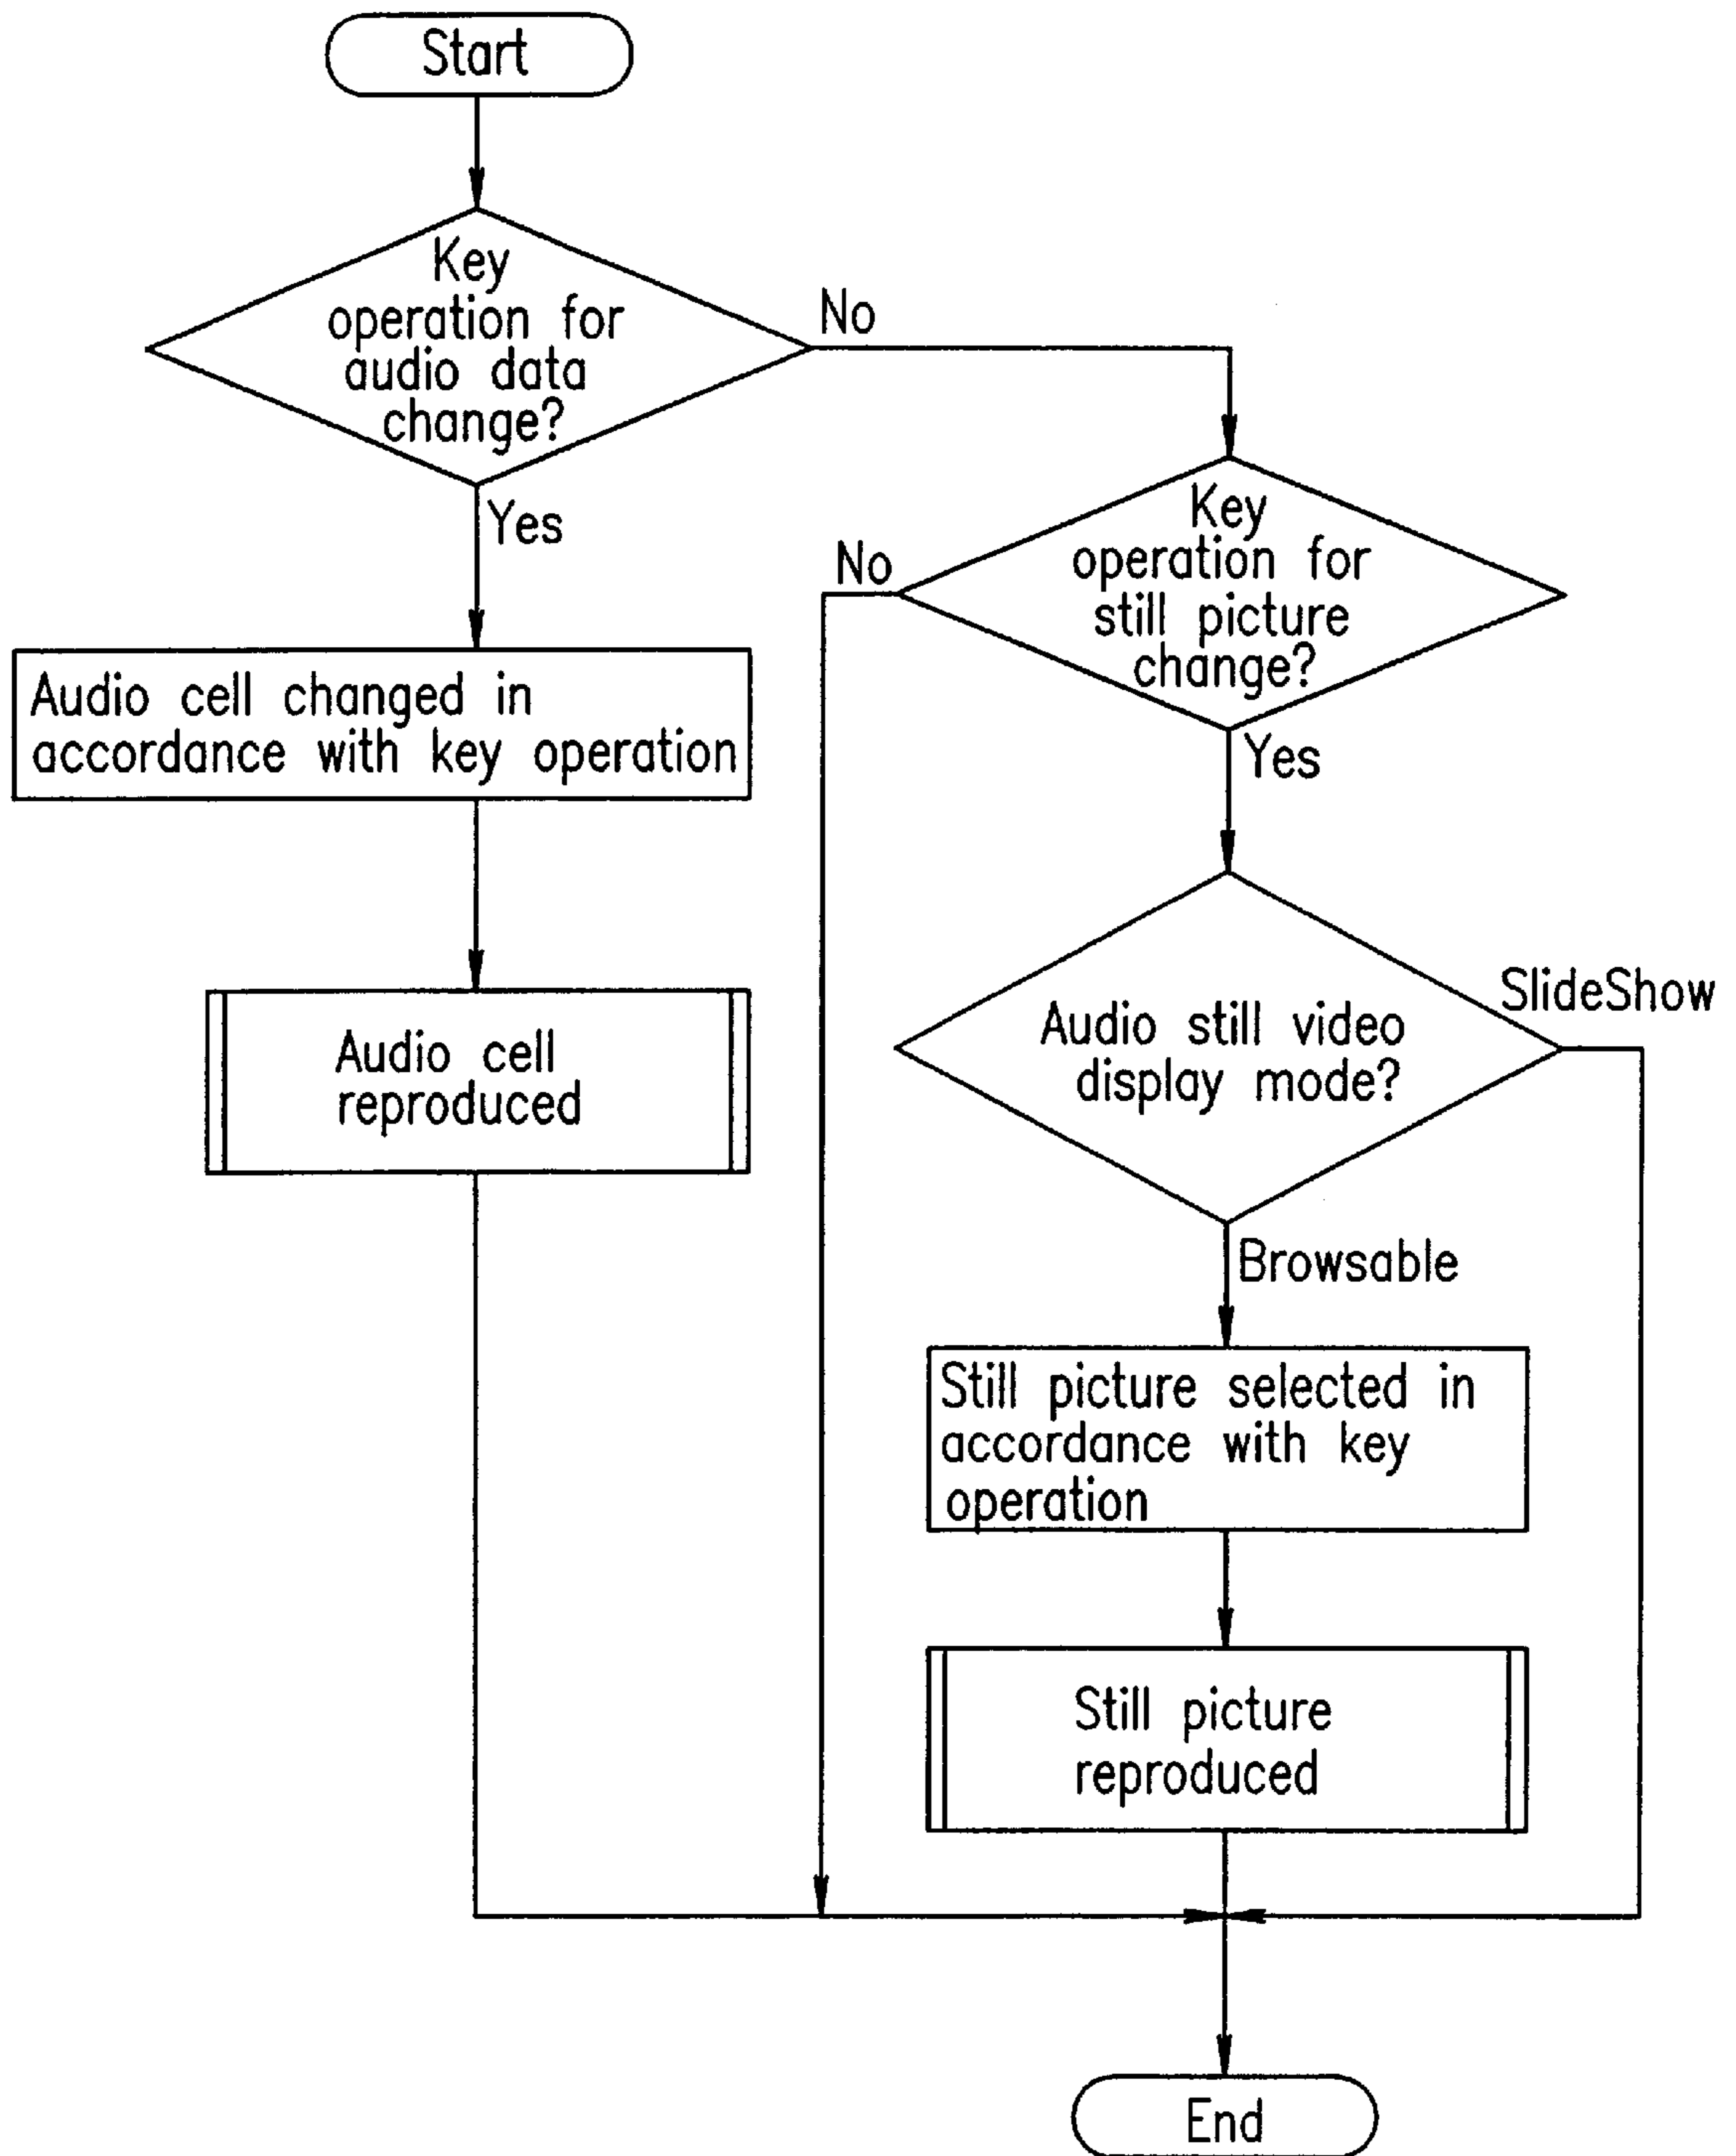 Start
Key
operation for
audio data
change?
No
Yes
Key
operation for
still picture
change?
No
Yes
Audio cell changed in
accordance with key operation
Audio cell
reproduced
Audio still video
display mode?
SlideShow
Browsable
Still picture selected in
accordance with key
operation
Still picture
reproduced
End